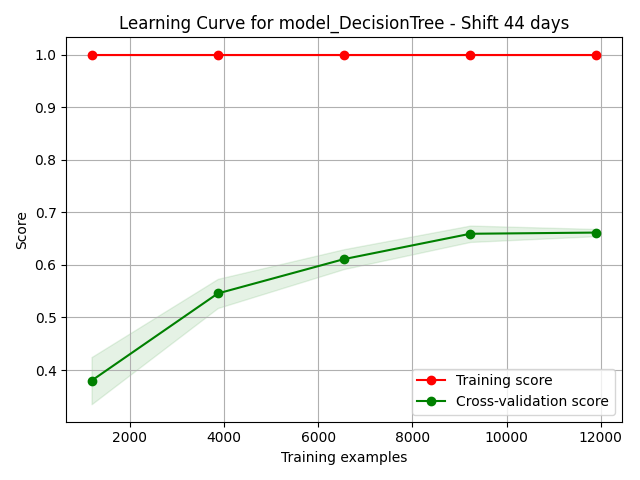 Learning Curve for model_DecisionTree - Shift 44 days
Score
1.0
0.9
0.8
0.7
0.6
0.5
0.4
2000
4000
6000
8000
10000
12000
Training examples
Training score
Cross-validation score